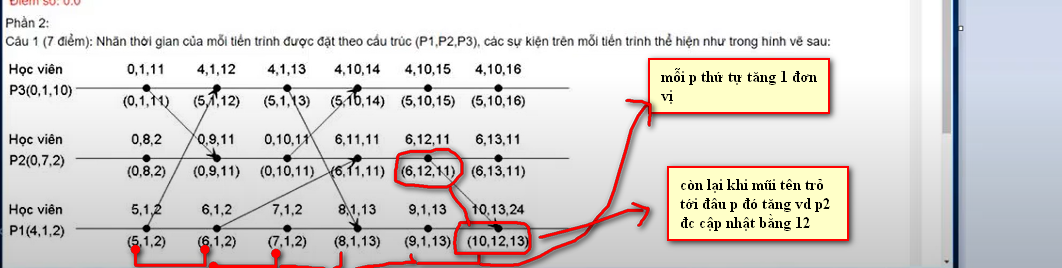 Điểm số: 0.0
Phần 2:
Câu 1 (7 điểm): Nhãn thời gian của mỗi tiến trình được đặt theo cấu trúc (P1,P2,P3), các sự kiện trên mỗi tiến trình thể hiện như trong hình vẽ sau:
Học viên 0,1,11 4,1,12 4,1,13 4,10,14 4,10,15 4,10,16
P3(0,1,10)
(0,1,11) (5,1,12) (5,1,13) (5,10,14) (5,10,15) (5,10,16)
Học viên 0,8,2 0,9,11 0,10,11 6,11,11 6,12,11 6,13,11
P2(0,7,2)
(0,8,2) (0,9,11) (0,10,11) (6,11,11) (6,12,11) (6,13,11)
Học viên 5,1,2 6,1,2 7,1,2 8,1,13 9,1,13 10,13,24
P1(4,1,2)
(5,1,2) (6,1,2) (7,1,2) (8,1,13) (9,1,13) (10,12,13)
mỗi p thứ tự tăng 1 đơn
vị
còn lại khi mũi tên trỏ
tới đâu p đó tăng vd p2
đc cập nhật bằng 12